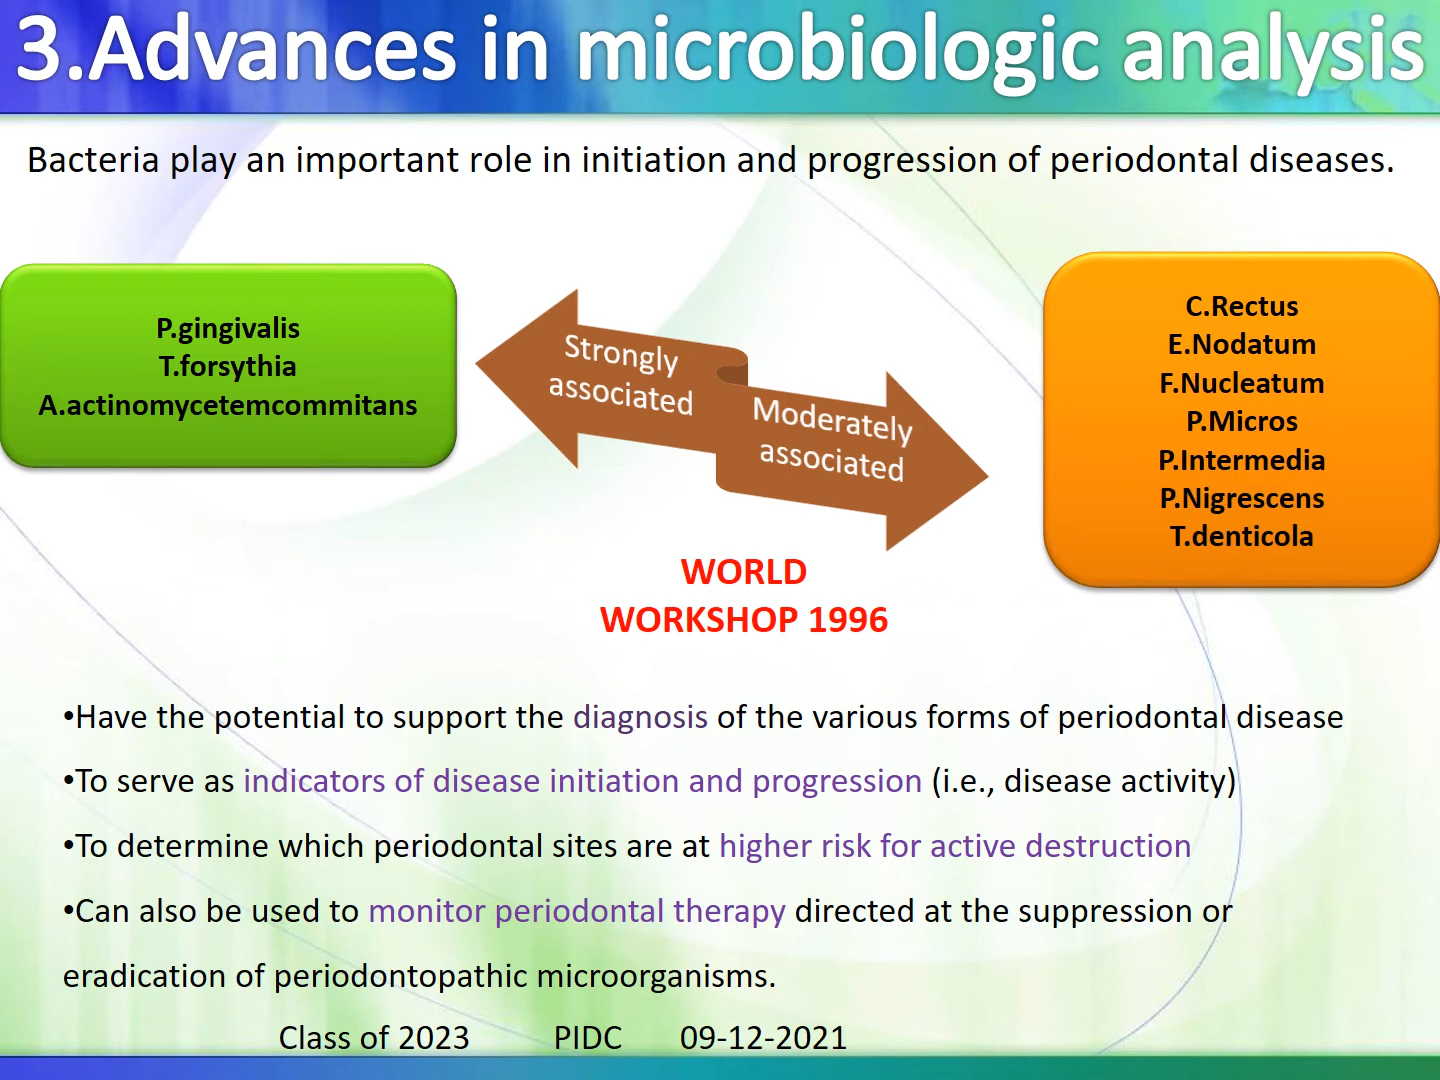 3.Advances in microbiologic analysis
Bacteria play an important role in initiation and progression of periodontal diseases.
P.gingivalis
T.forsythia
A.actinomycetemcommitans
Strongly
associated
Moderately
associated
C.Rectus
E.Nodatum
F.Nucleatum
P.Micros
P.Intermedia
P.Nigrescens
T.denticola
WORLD
WORKSHOP 1996
•Have the potential to support the diagnosis of the various forms of periodontal disease
•To serve as indicators of disease initiation and progression (i.e., disease activity)
•To determine which periodontal sites are at higher risk for active destruction
•Can also be used to monitor periodontal therapy directed at the suppression or
eradication of periodontopathic microorganisms.
Class of 2023 PIDC 09-12-2021